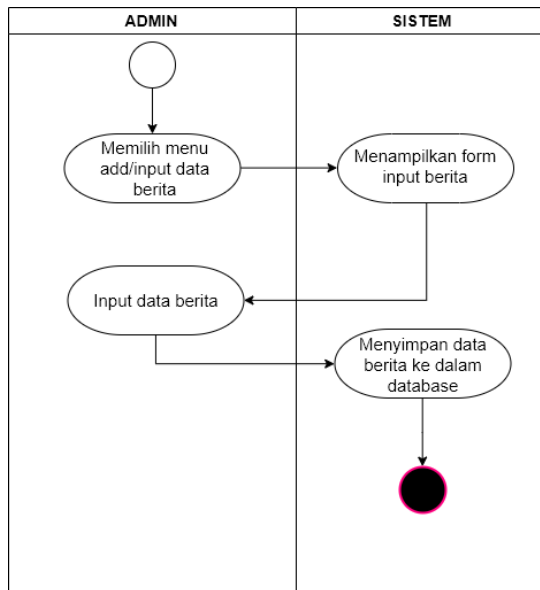 ADMIN
SISTEM
Memilih menu
add/input data
berita
Menampilkan form
input berita
Input data berita
Menyimpan data
berita ke dalam
database